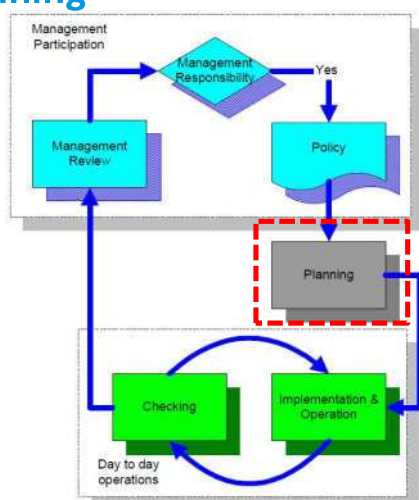 Management
Participation
Management
Responsibility
Yes
Management
Review
Policy
Planning
Checking
Implementation &
Operation
Day to day
operations